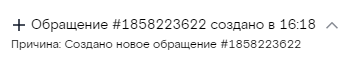 Обращение #1858223622 создано в 16:18
Причина: Создано новое обращение #1858223622